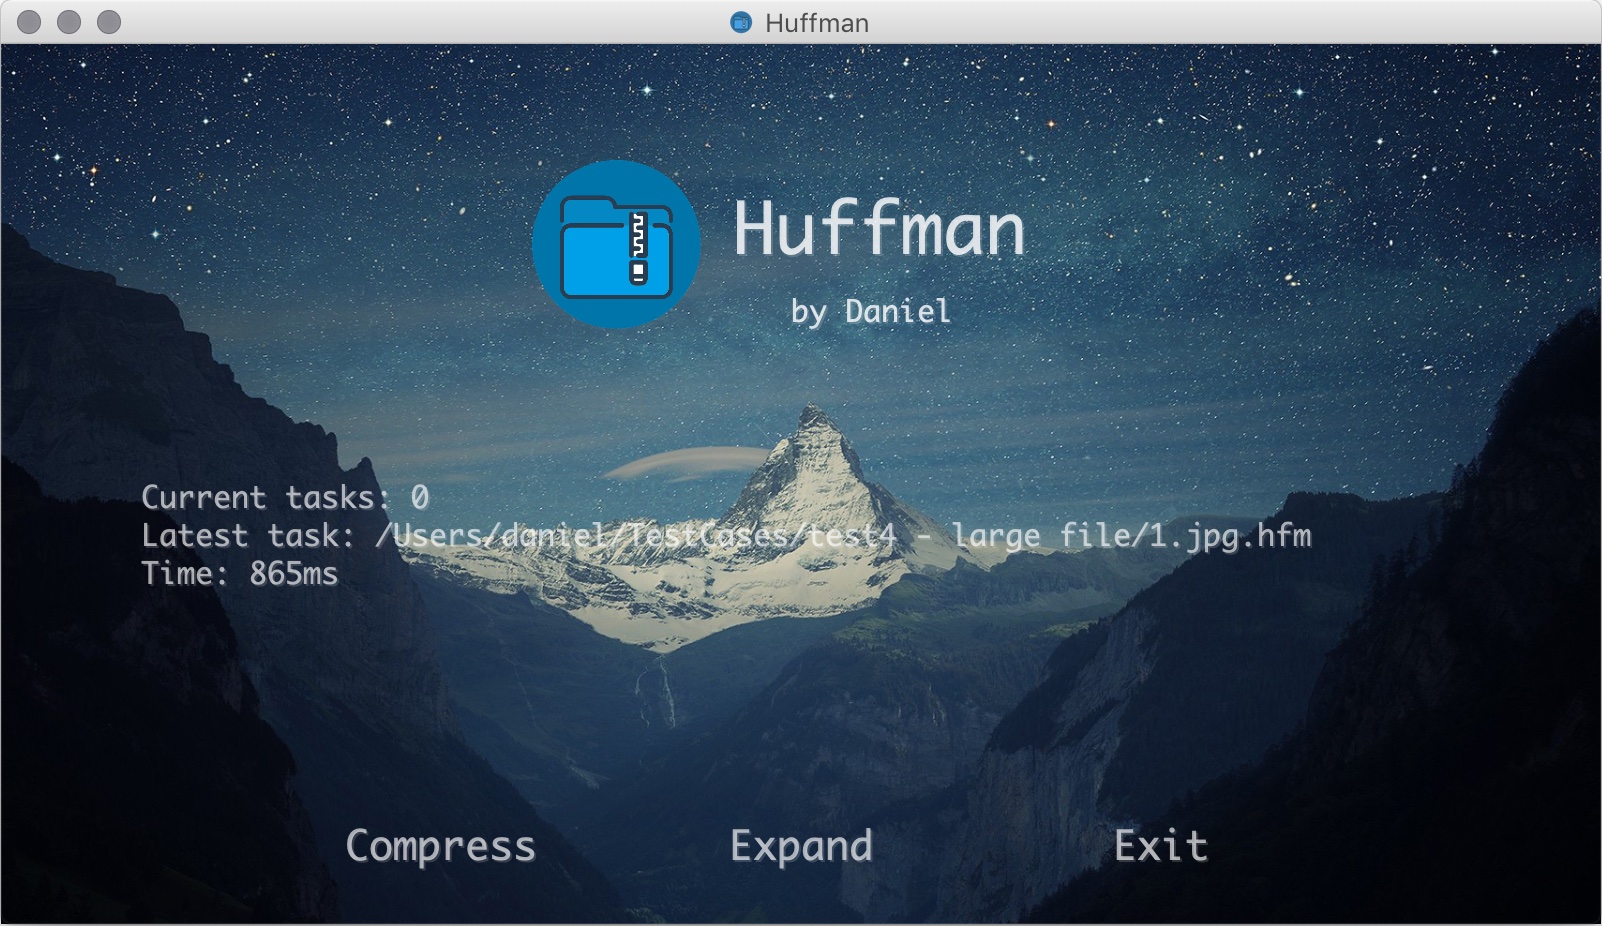 Huffman
Huffman
by Daniel
Current tasks: 0
Latest task: /Users/daniel/TestCases/test4 - large file/1.jpg.hfm
Time: 865ms
Compress Expand Exit